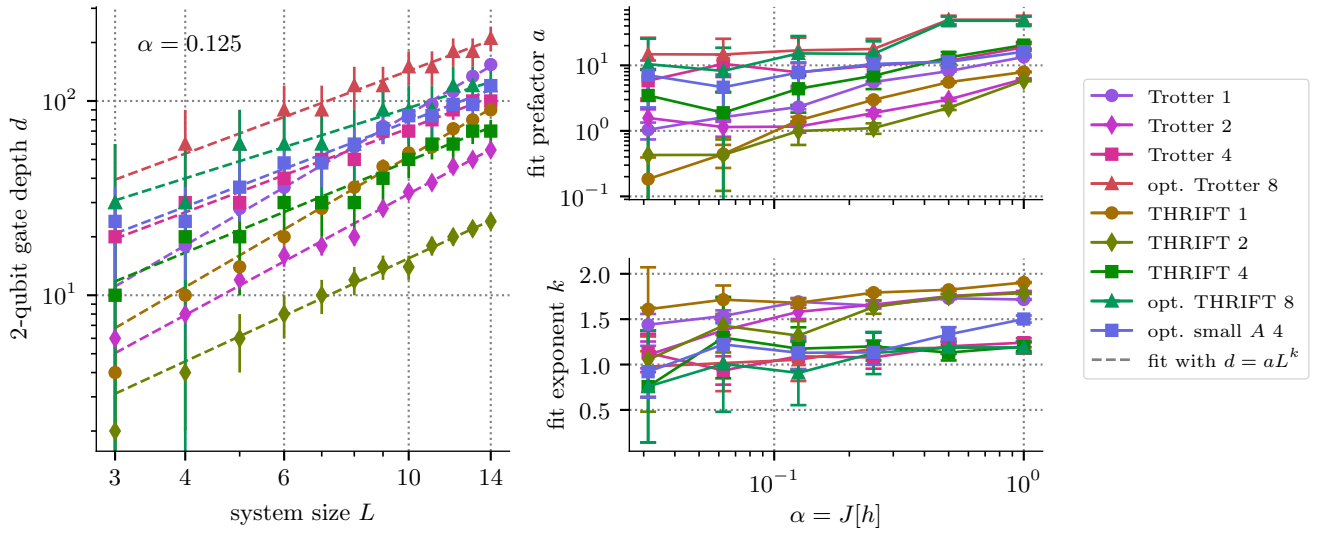 α = 0.125
2-qubit gate depth d
10²
10¹
3
4
6
10
14
system size L
fit prefactor a
10¹
10⁰
10⁻¹
fit exponent k
2.0
1.5
1.0
0.5
10⁻¹
10⁰
α = J[h]
Trotter 1
Trotter 2
Trotter 4
opt. Trotter 8
THRIFT 1
THRIFT 2
THRIFT 4
opt. THRIFT 8
opt. small A 4
fit with d = aLᵏ